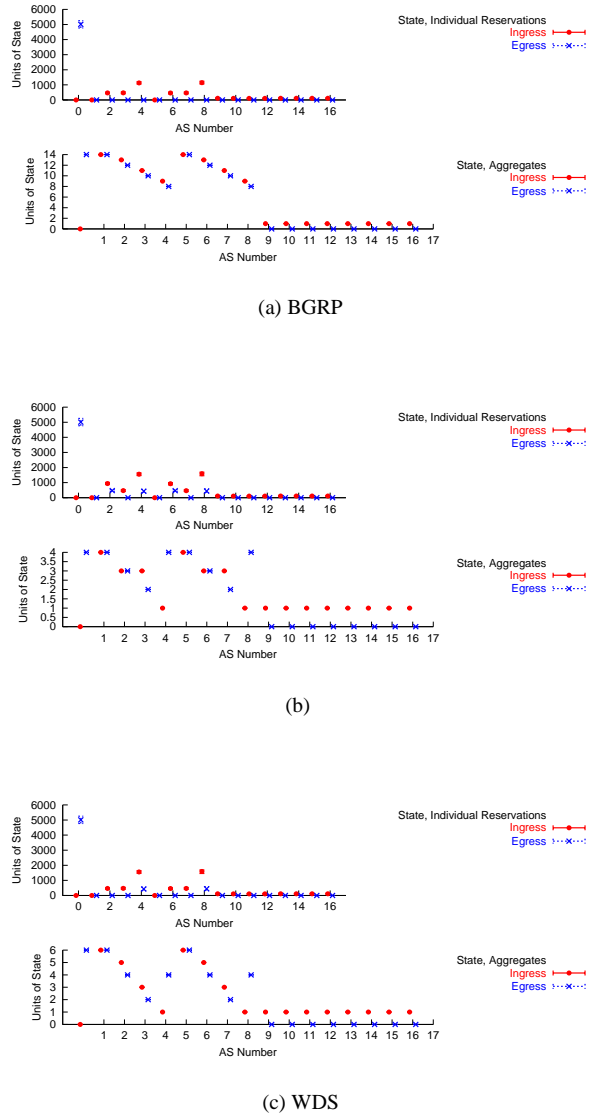 State, Individual Reservations
Ingress
Egress
Units of State
6000
5000
4000
3000
2000
1000
0
0 2 4 6 8 10 12 14 16
AS Number
State, Aggregates
Ingress
Egress
Units of State
14
12
10
8
6
4
2
0
1 2 3 4 5 6 7 8 9 10 11 12 13 14 15 16 17
AS Number
(a) BGRP
State, Individual Reservations
Ingress
Egress
Units of State
6000
5000
4000
3000
2000
1000
0
0 2 4 6 8 10 12 14 16
AS Number
State, Aggregates
Ingress
Egress
Units of State
4
3.5
3
2.5
2
1.5
1
0.5
0
1 2 3 4 5 6 7 8 9 10 11 12 13 14 15 16 17
AS Number
(b)
State, Individual Reservations
Ingress
Egress
Units of State
6000
5000
4000
3000
2000
1000
0
0 2 4 6 8 10 12 14 16
AS Number
State, Aggregates
Ingress
Egress
Units of State
6
5
4
3
2
1
0
1 2 3 4 5 6 7 8 9 10 11 12 13 14 15 16 17
AS Number
(c) WDS